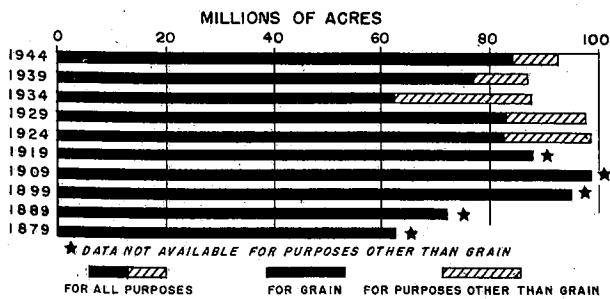 MILLIONS OF ACRES
0 20 40 60 80 100
1944
1939
1934
1929
1924
1919 ★
1909 ★
1899 ★
1889 ★
1879 ★
★ DATA NOT AVAILABLE FOR PURPOSES OTHER THAN GRAIN
FOR ALL PURPOSES FOR GRAIN FOR PURPOSES OTHER THAN GRAIN